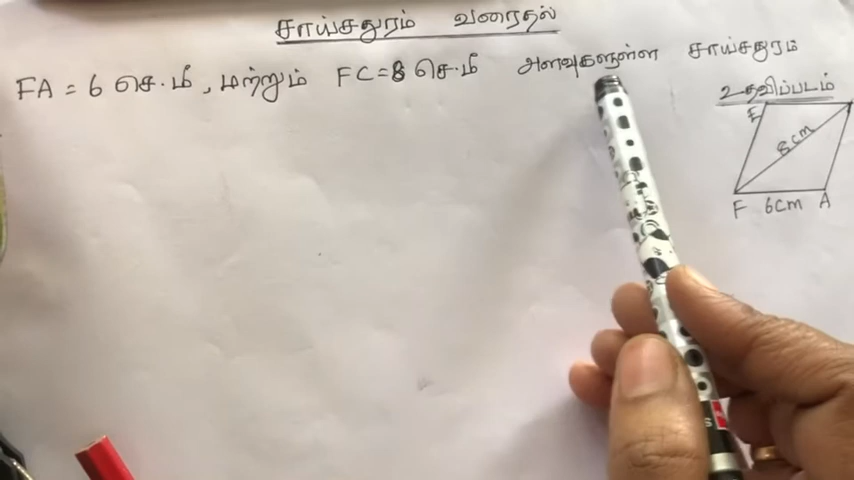 சாய்சதுரம் வரைதல்
FA = 6 செ.மீ, மற்றும் FC = 8 செ.மீ அளவுகளுள்ள சாய்சதுரம்
உதவிப்படம்
E
8cm
F 6cm A